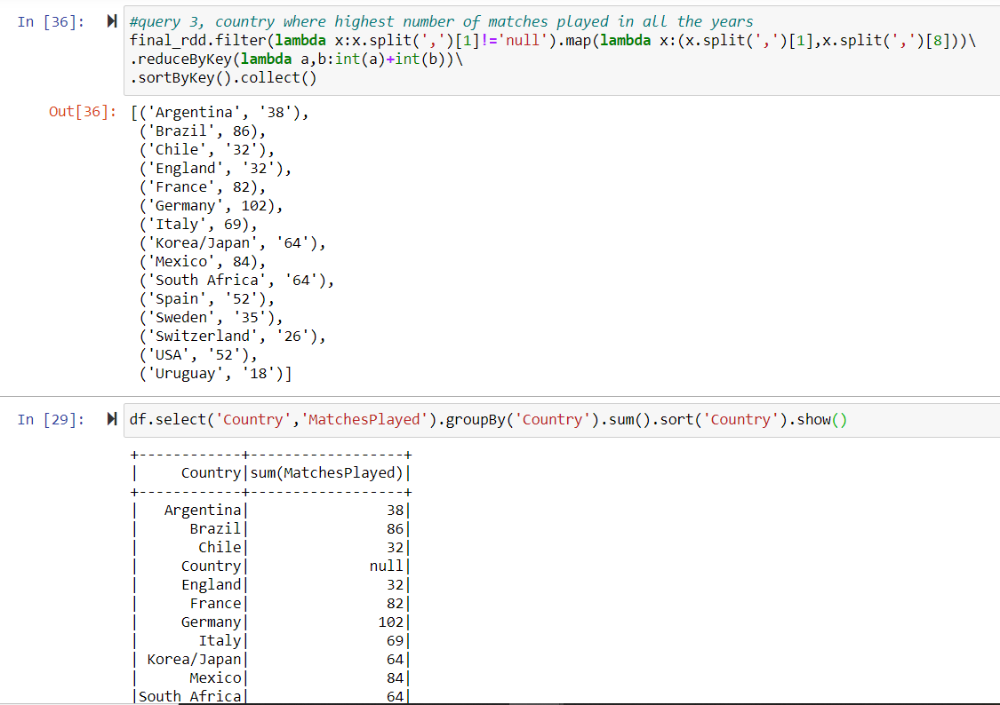 In [36]: #query 3, country where highest number of matches played in all the years
final_rdd.filter(lambda x:x.split(',')[1]!='null').map(lambda x:(x.split(',')[1],x.split(',')[8]))\
.reduceByKey(lambda a,b:int(a)+int(b))\
.sortByKey().collect()
Out[36]: [('Argentina', '38'),
('Brazil', 86),
('Chile', '32'),
('England', '32'),
('France', 82),
('Germany', 102),
('Italy', 69),
('Korea/Japan', '64'),
('Mexico', 84),
('South Africa', '64'),
('Spain', '52'),
('Sweden', '35'),
('Switzerland', '26'),
('USA', '52'),
('Uruguay', '18')]
In [29]: df.select('Country','MatchesPlayed').groupBy('Country').sum().sort('Country').show()
+------------+------------------+
|     Country|sum(MatchesPlayed)|
+------------+------------------+
|   Argentina|                38|
|      Brazil|                86|
|       Chile|                32|
|     Country|              null|
|     England|                32|
|      France|                82|
|     Germany|               102|
|       Italy|                69|
| Korea/Japan|                64|
|      Mexico|                84|
|South Africa|                64|